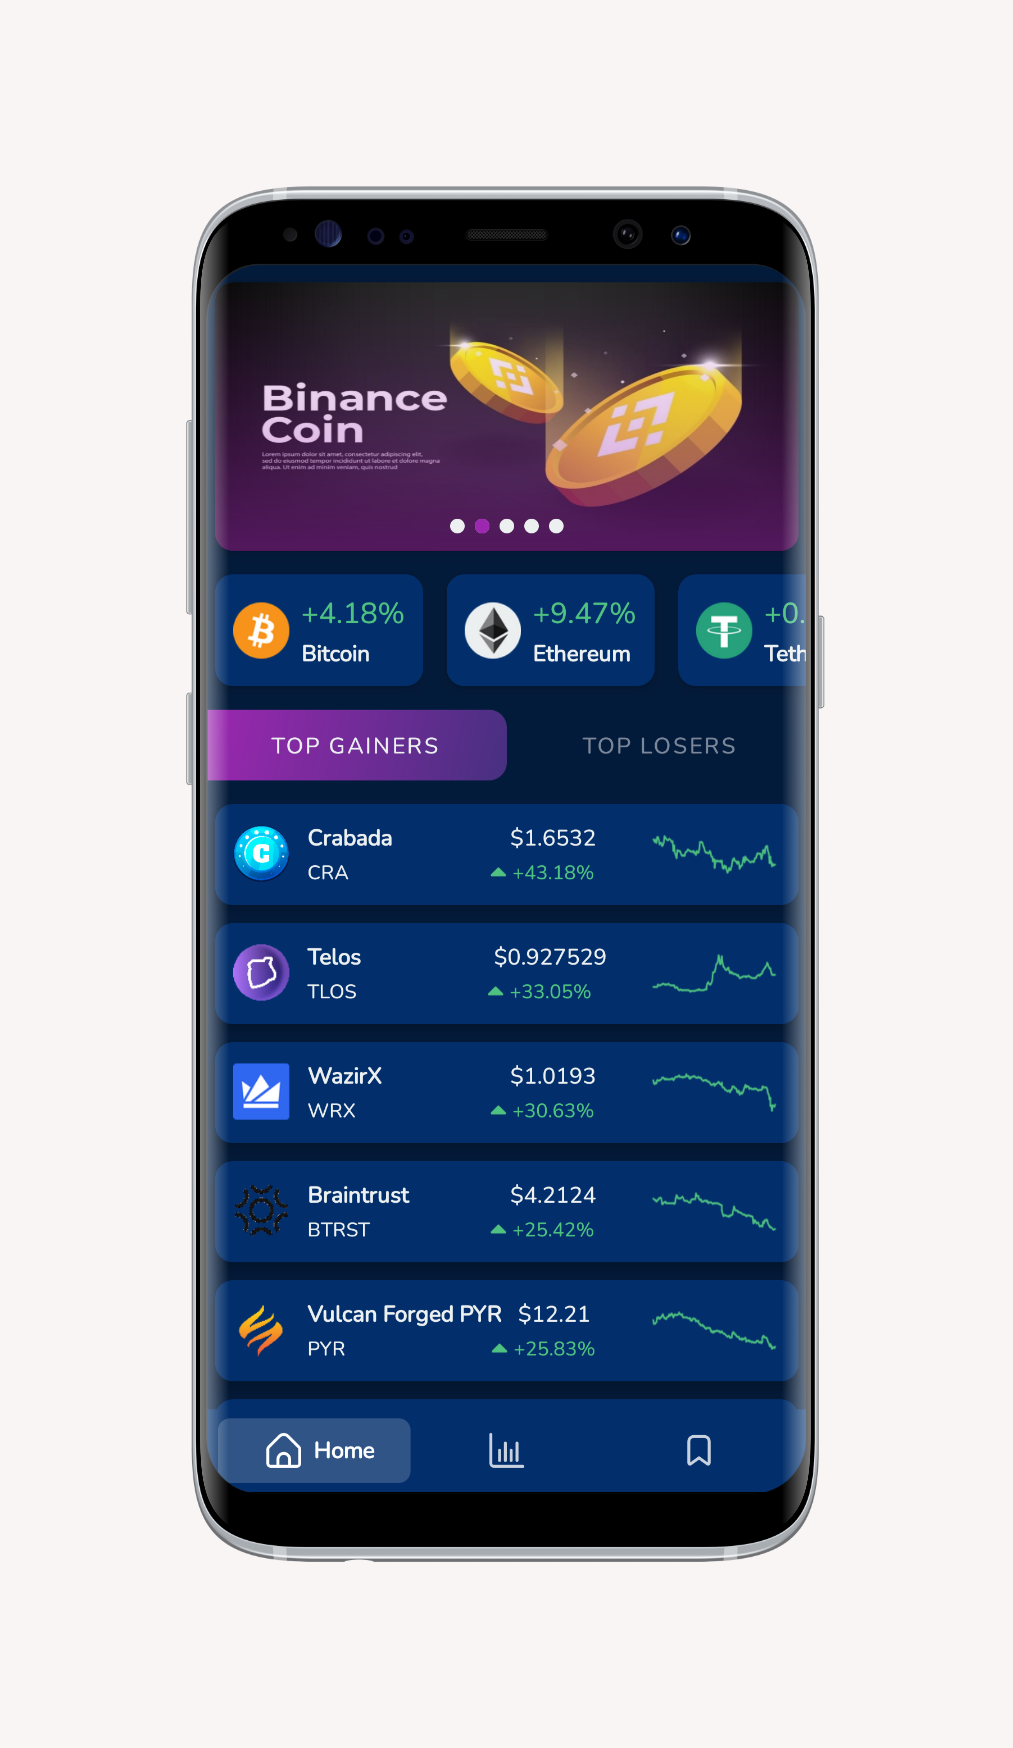 Binance
Coin
Lorem ipsum dolor sit amet, consectetur adipiscing elit,
sed do eiusmod tempor incididunt ut labore et dolore magna
aliqua. Ut enim ad minim veniam, quis nostrud
+4.18%
Bitcoin
+9.47%
Ethereum
+0.
Teth
TOP GAINERS
TOP LOSERS
Crabada
$1.6532
CRA
+43.18%
Telos
$0.927529
TLOS
+33.05%
WazirX
$1.0193
WRX
+30.63%
Braintrust
$4.2124
BTRST
+25.42%
Vulcan Forged PYR
$12.21
PYR
+25.83%
Home